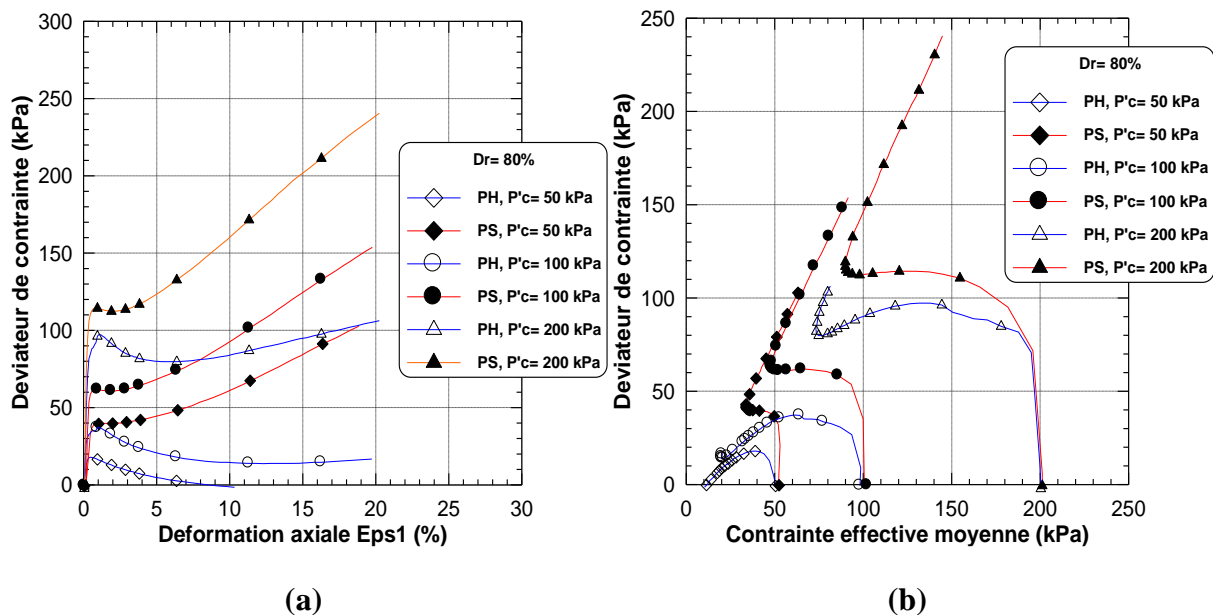 Deviateur de contrainte (kPa)
300
250
200
150
100
50
0
0 5 10 15 20 25 30
Deformation axiale Eps1 (%)
Dr= 80%
PH, P'c= 50 kPa
PS, P'c= 50 kPa
PH, P'c= 100 kPa
PS, P'c= 100 kPa
PH, P'c= 200 kPa
PS, P'c= 200 kPa
(a)
Deviateur de contrainte (kPa)
250
200
150
100
50
0
0 50 100 150 200 250
Contrainte effective moyenne (kPa)
Dr= 80%
PH, P'c= 50 kPa
PS, P'c= 50 kPa
PH, P'c= 100 kPa
PS, P'c= 100 kPa
PH, P'c= 200 kPa
PS, P'c= 200 kPa
(b)